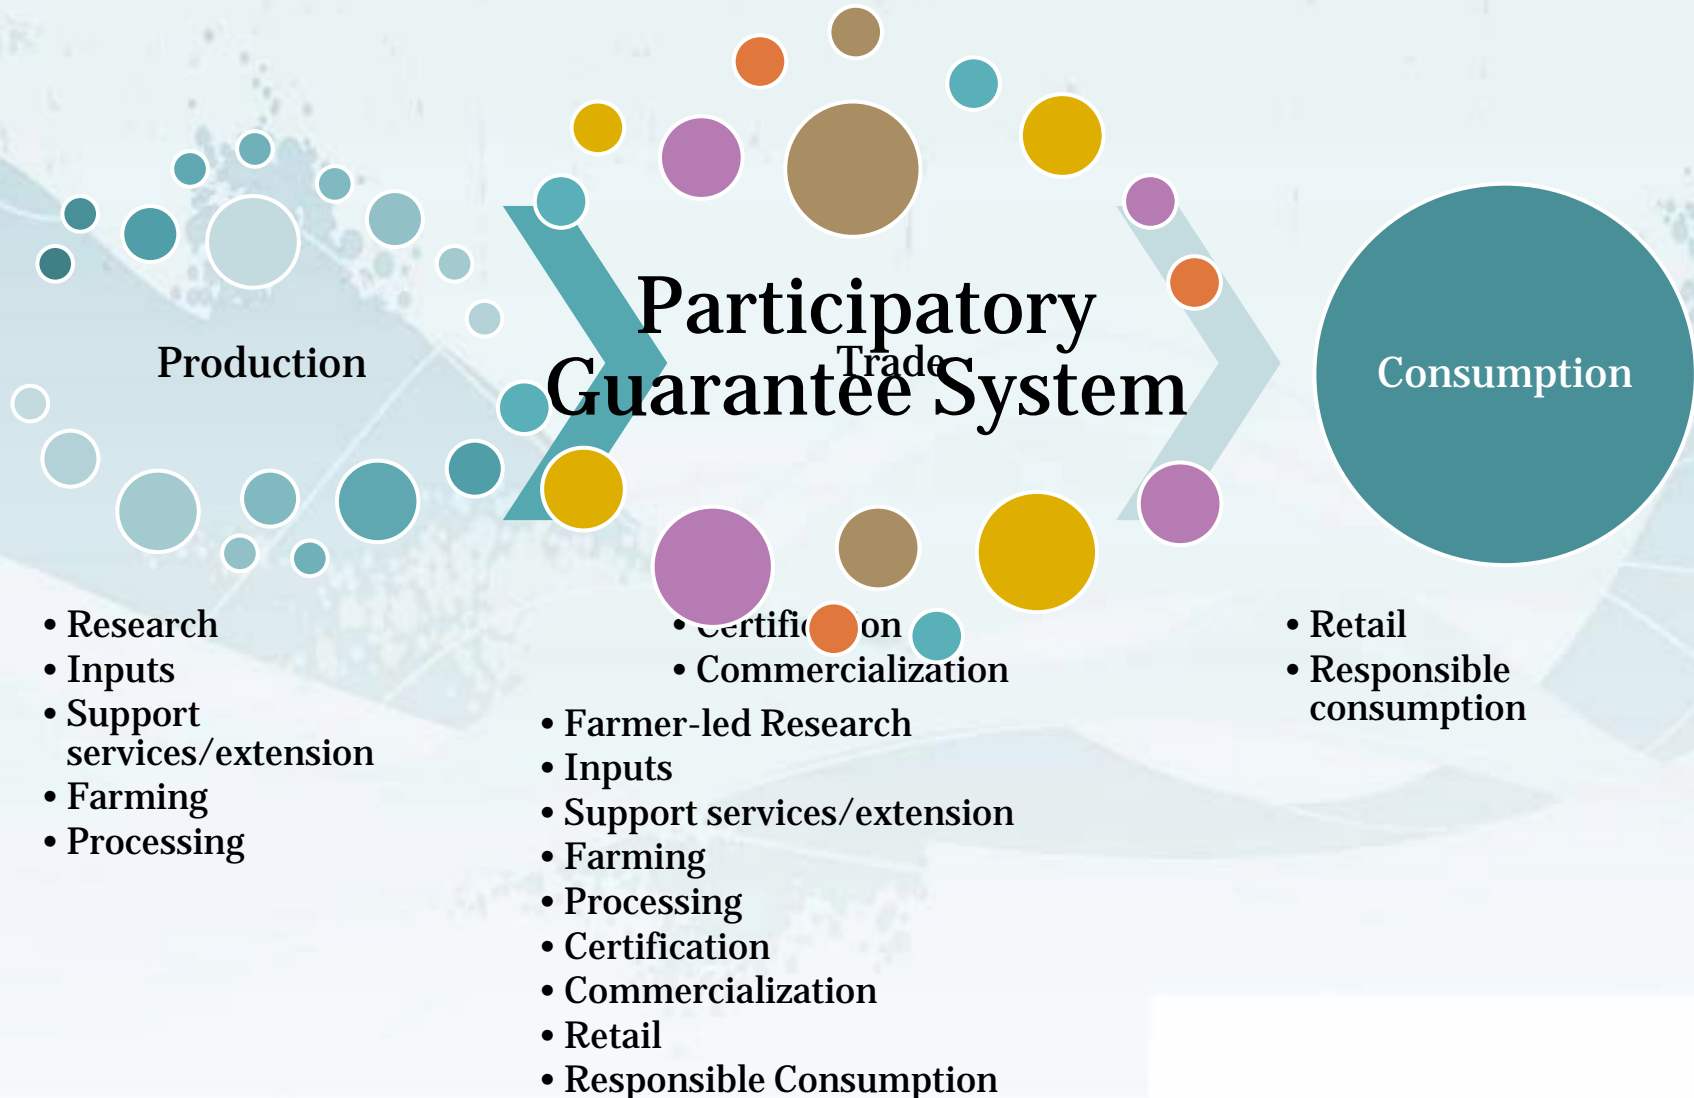 Participatory
Guarantee System
Production
Trade
Consumption
• Research
• Inputs
• Support
services/extension
• Farming
• Processing
•
• Commercialization
• Farmer-led Research
• Inputs
• Support services/extension
• Farming
• Processing
• Certification
• Commercialization
• Retail
• Responsible Consumption
• Retail
• Responsible
consumption